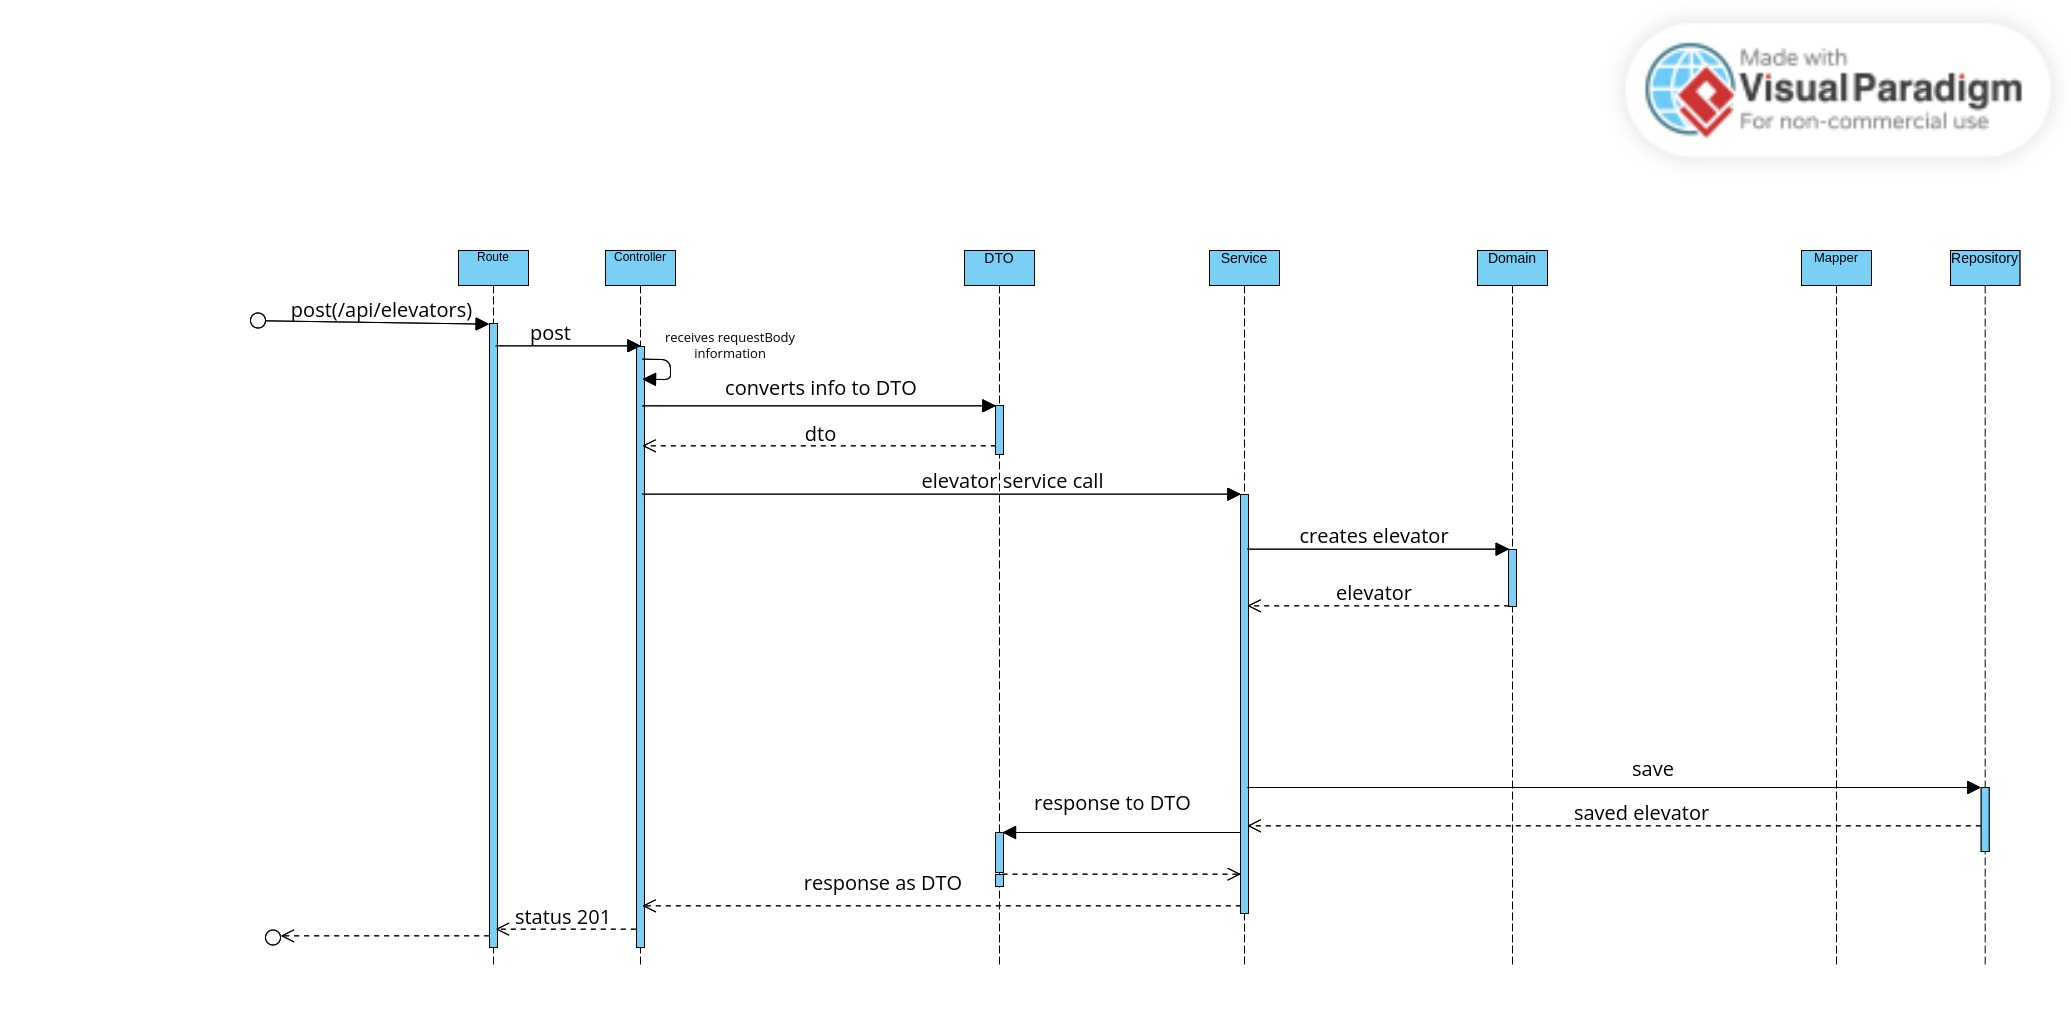 Made with
Visual Paradigm
For non-commercial use
Route
Controller
DTO
Service
Domain
Mapper
Repository
post(/api/elevators)
post
receives requestBody
information
converts info to DTO
dto
elevator service call
creates elevator
elevator
save
response to DTO
saved elevator
response as DTO
status 201